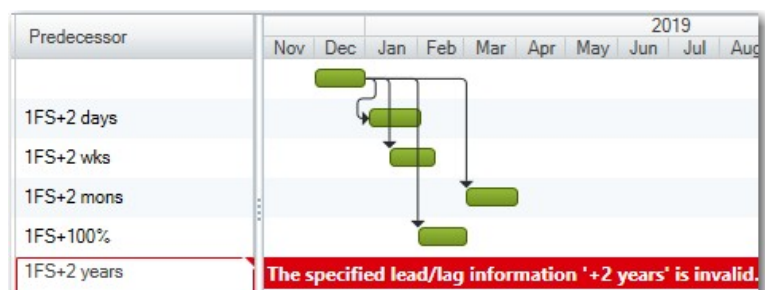 Predecessor
2019
Nov Dec Jan Feb Mar Apr May Jun Jul Aug
1FS+2 days
1FS+2 wks
1FS+2 mons
1FS+100%
1FS+2 years
The specified lead/lag information '+2 years' is invalid.